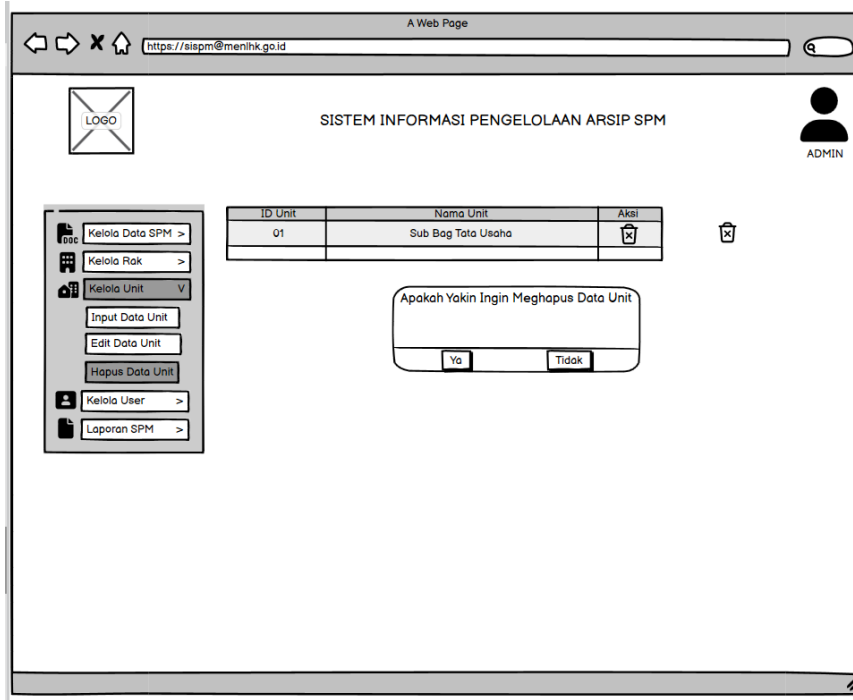 A Web Page
https://sispm@menlhk.go.id
LOGO
SISTEM INFORMASI PENGELOLAAN ARSIP SPM
ADMIN
DOC
Kelola Data SPM >
Kelola Rak >
Kelola Unit V
Input Data Unit
Edit Data Unit
Hapus Data Unit
Kelola User >
Laporan SPM >
ID Unit Nama Unit Aksi
01 Sub Bag Tata Usaha
Apakah Yakin Ingin Meghapus Data Unit
Ya Tidak